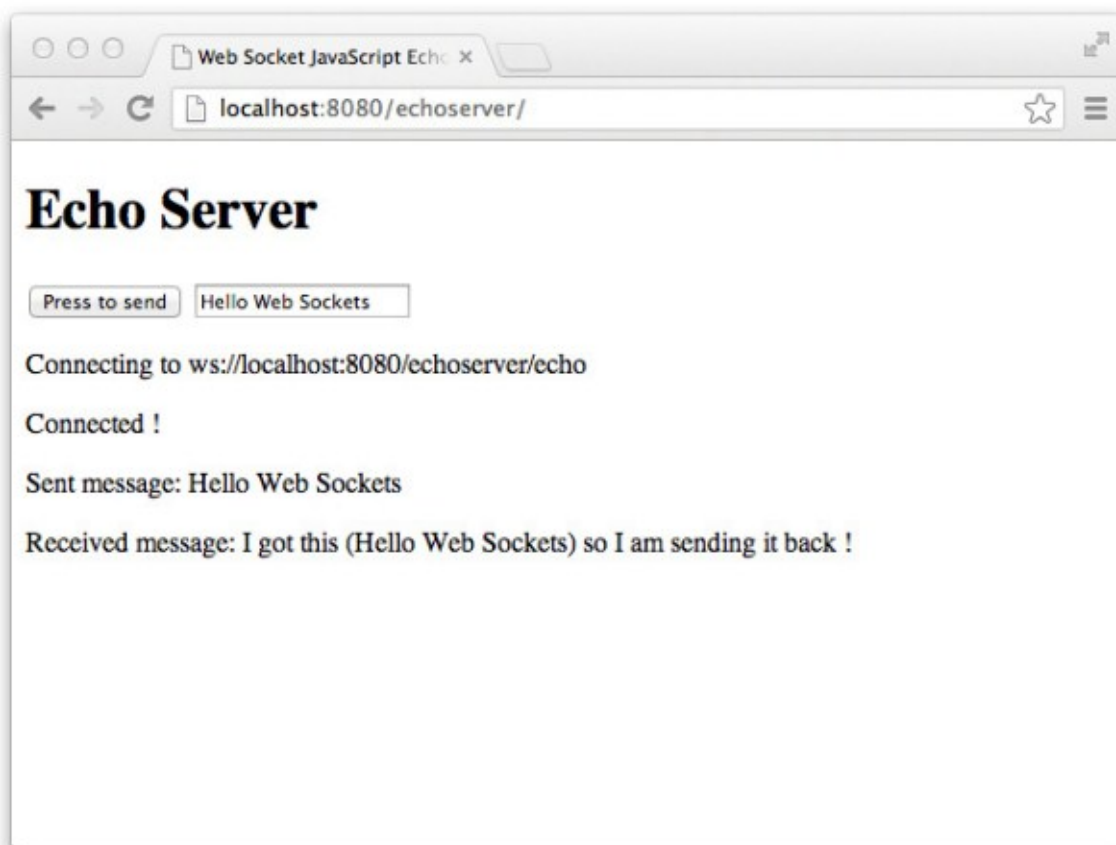 Web Socket JavaScript Echo
localhost:8080/echoserver/
Echo Server
Press to send Hello Web Sockets
Connecting to ws://localhost:8080/echoserver/echo
Connected !
Sent message: Hello Web Sockets
Received message: I got this (Hello Web Sockets) so I am sending it back !